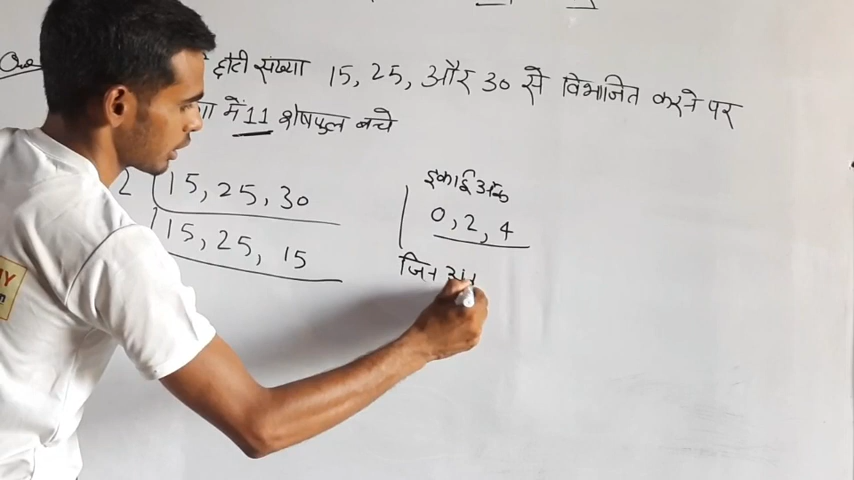 Que
छोटी संख्या 15, 25, और 30 से विभाजित करने पर
में 11 शेषफल बचे
2 15, 25, 30
15, 25, 15
इकाई अंक
0, 2, 4
जिन